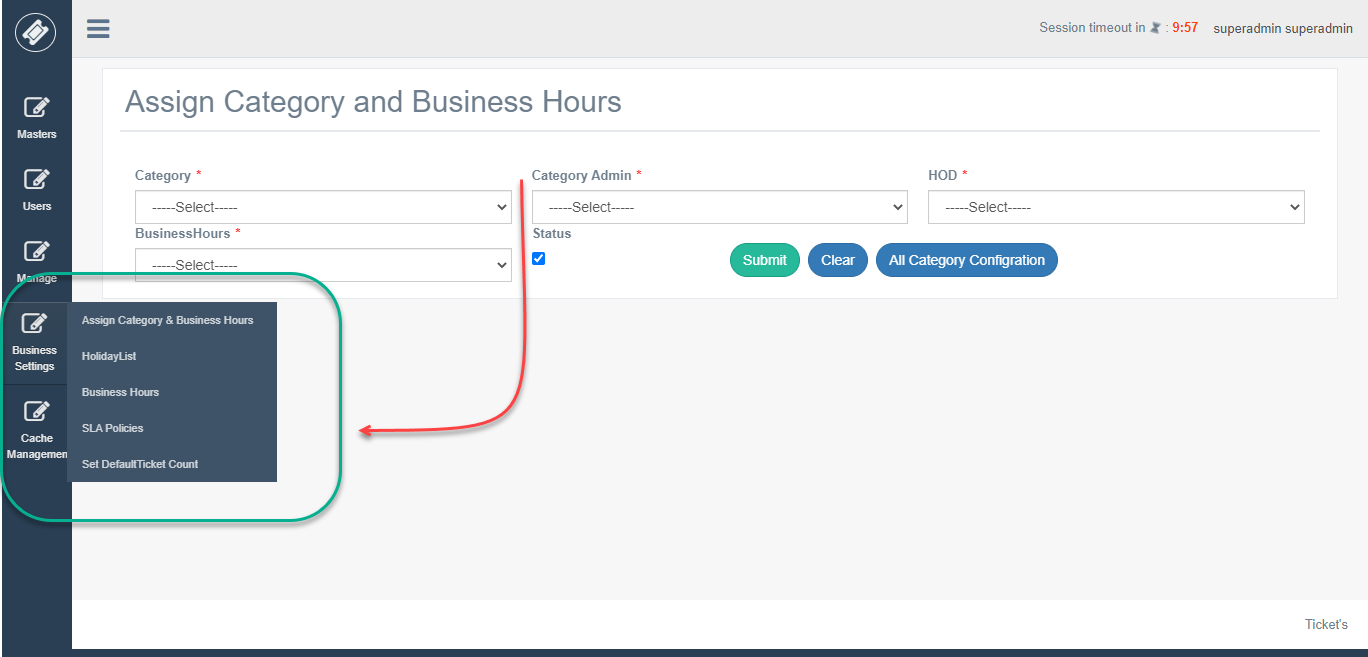 Session timeout in : 9:57 superadmin superadmin
Masters
Users
Manage
Business
Settings
Cache
Managemen
Assign Category and Business Hours
Category *
-----Select-----
Category Admin *
-----Select-----
HOD *
-----Select-----
BusinessHours *
-----Select-----
Status
Submit
Clear
All Category Configration
Assign Category & Business Hours
HolidayList
Business Hours
SLA Policies
Set DefaultTicket Count
Ticket's